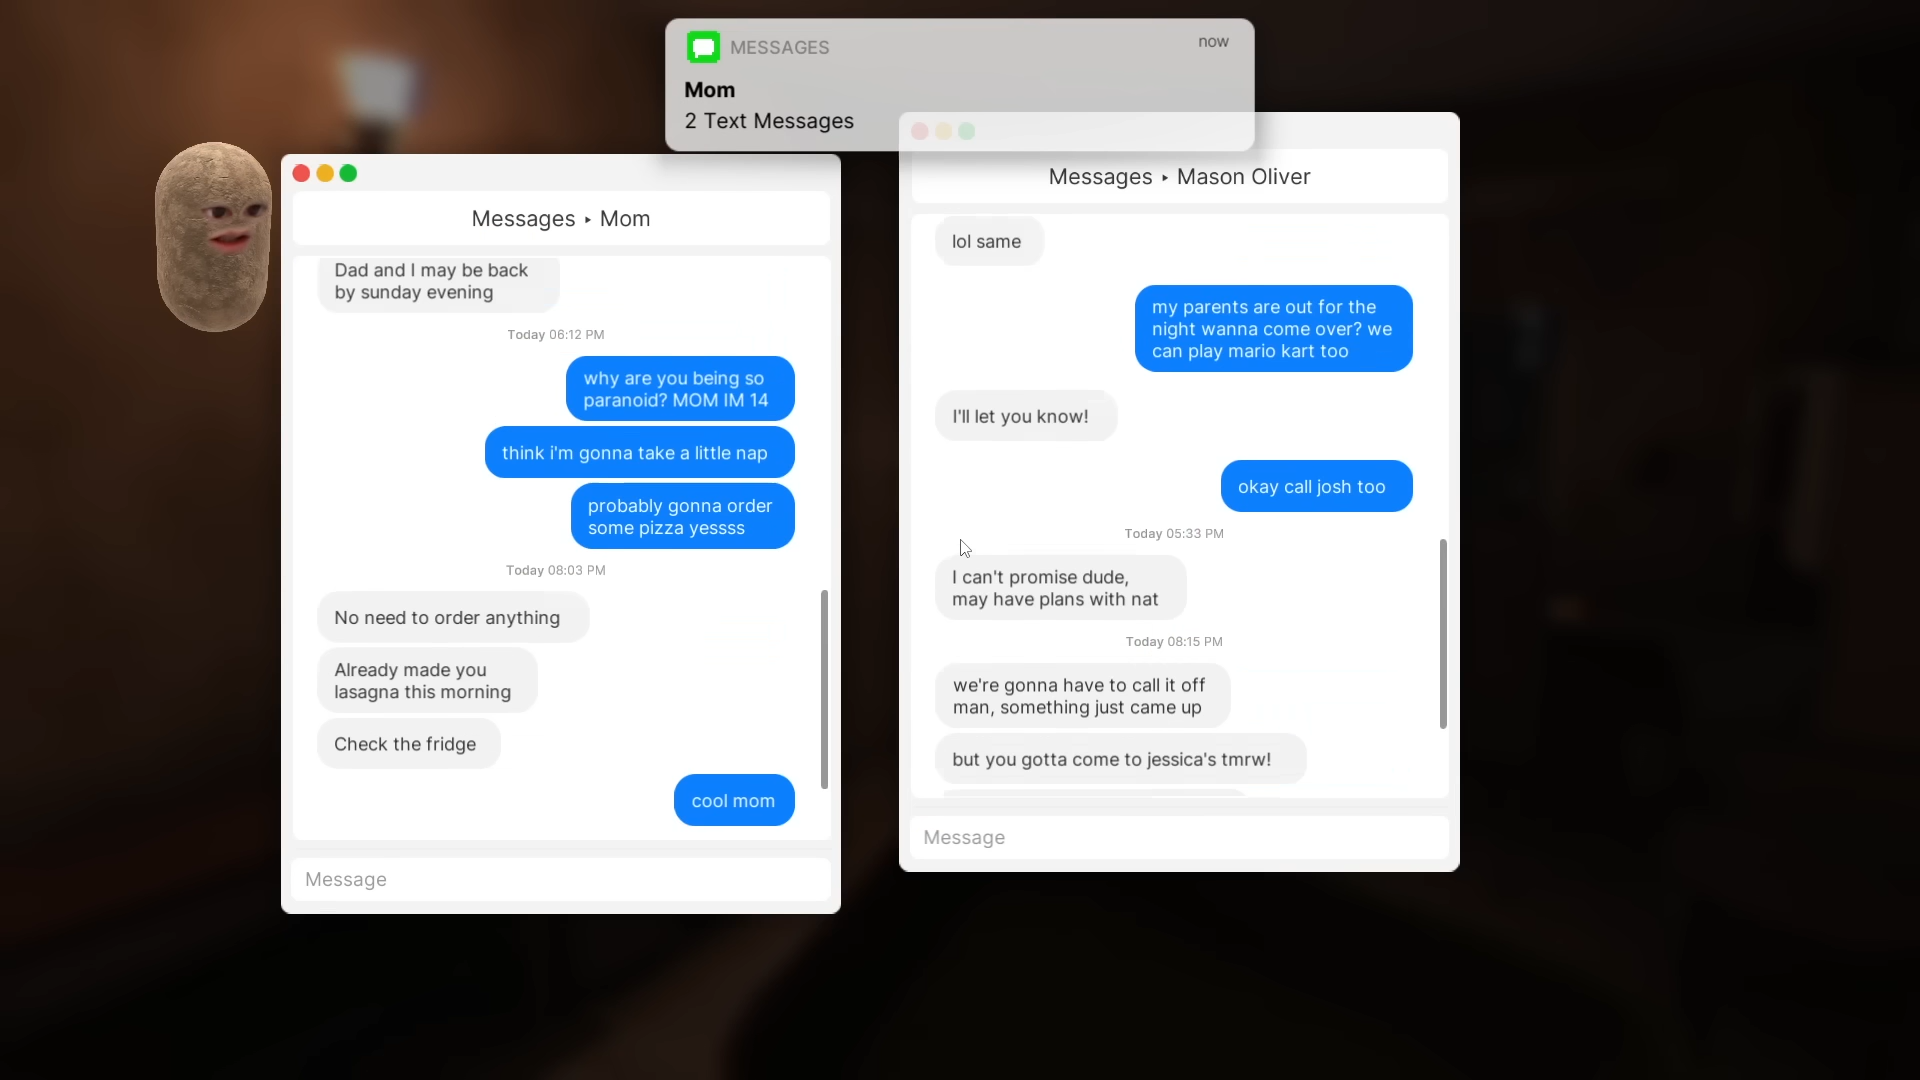 MESSAGES
now
Mom
2 Text Messages
Messages ‣ Mom
Dad and I may be back
by sunday evening
Today 06:12 PM
why are you being so
paranoid? MOM IM 14
think i'm gonna take a little nap
probably gonna order
some pizza yessss
Today 08:03 PM
No need to order anything
Already made you
lasagna this morning
Check the fridge
cool mom
Message
Messages ‣ Mason Oliver
lol same
my parents are out for the
night wanna come over? we
can play mario kart too
I'll let you know!
okay call josh too
Today 05:33 PM
I can't promise dude,
may have plans with nat
Today 08:15 PM
we're gonna have to call it off
man, something just came up
but you gotta come to jessica's tmrw!
Message